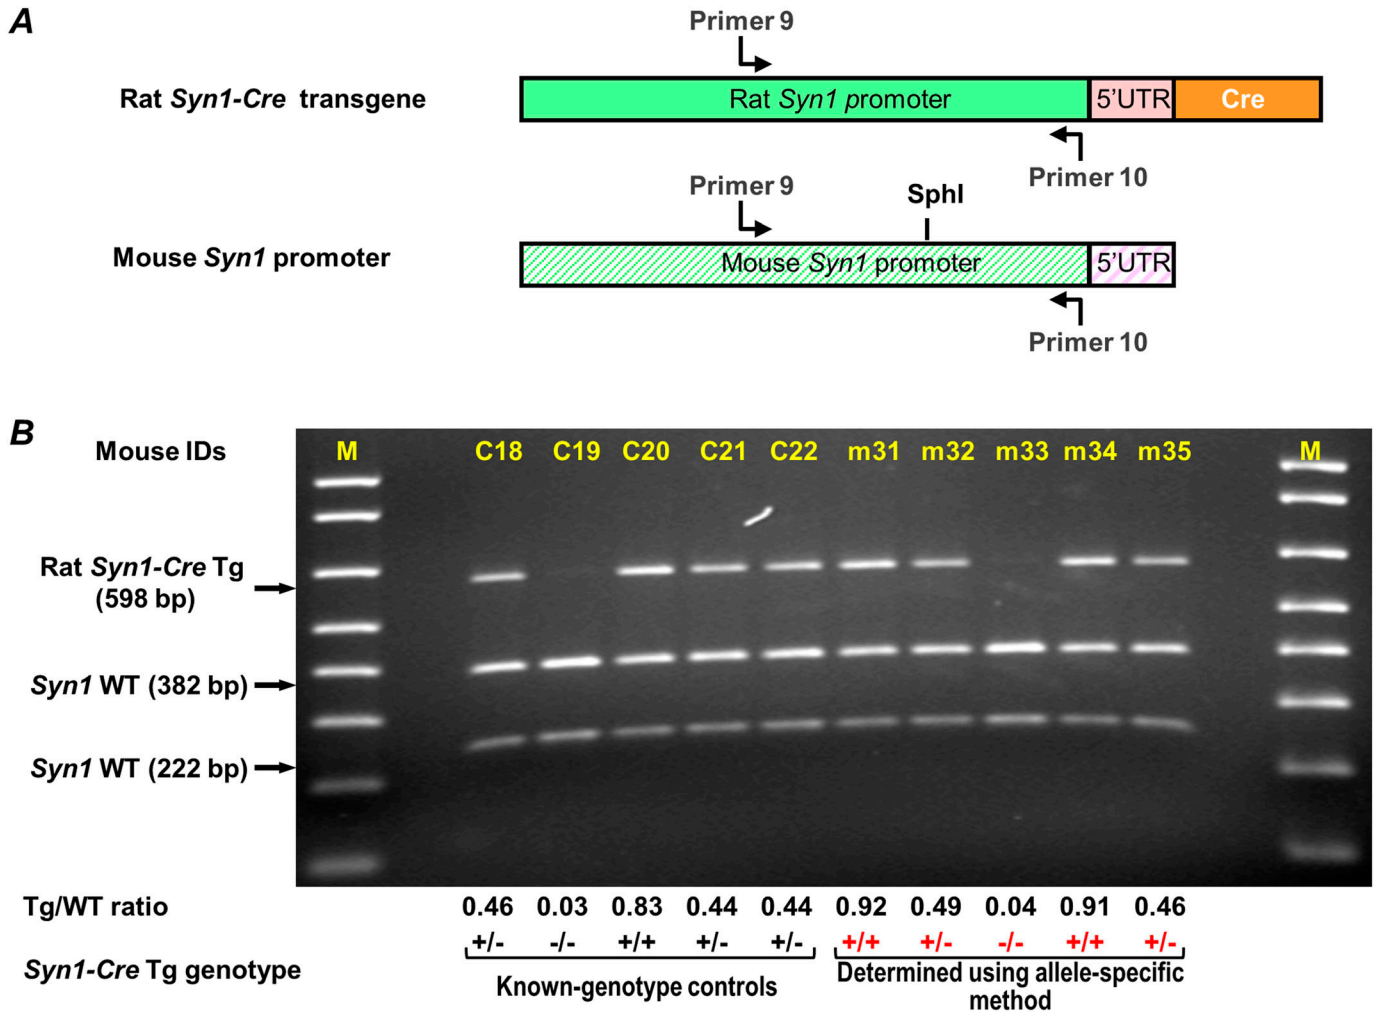 A
Primer 9
Rat Syn1-Cre transgene
Rat Syn1 promoter
5'UTR
Cre
Primer 10
Primer 9
SphI
Mouse Syn1 promoter
Mouse Syn1 promoter
5'UTR
Primer 10
B
Mouse IDs
M C18 C19 C20 C21 C22 m31 m32 m33 m34 m35 M
Rat Syn1-Cre Tg
(598 bp)
Syn1 WT (382 bp)
Syn1 WT (222 bp)
Tg/WT ratio 0.46 0.03 0.83 0.44 0.44 0.92 0.49 0.04 0.91 0.46
+/- -/- +/+ +/- +/- +/+ +/- -/- +/+ +/-
Syn1-Cre Tg genotype
Known-genotype controls
Determined using allele-specific
method